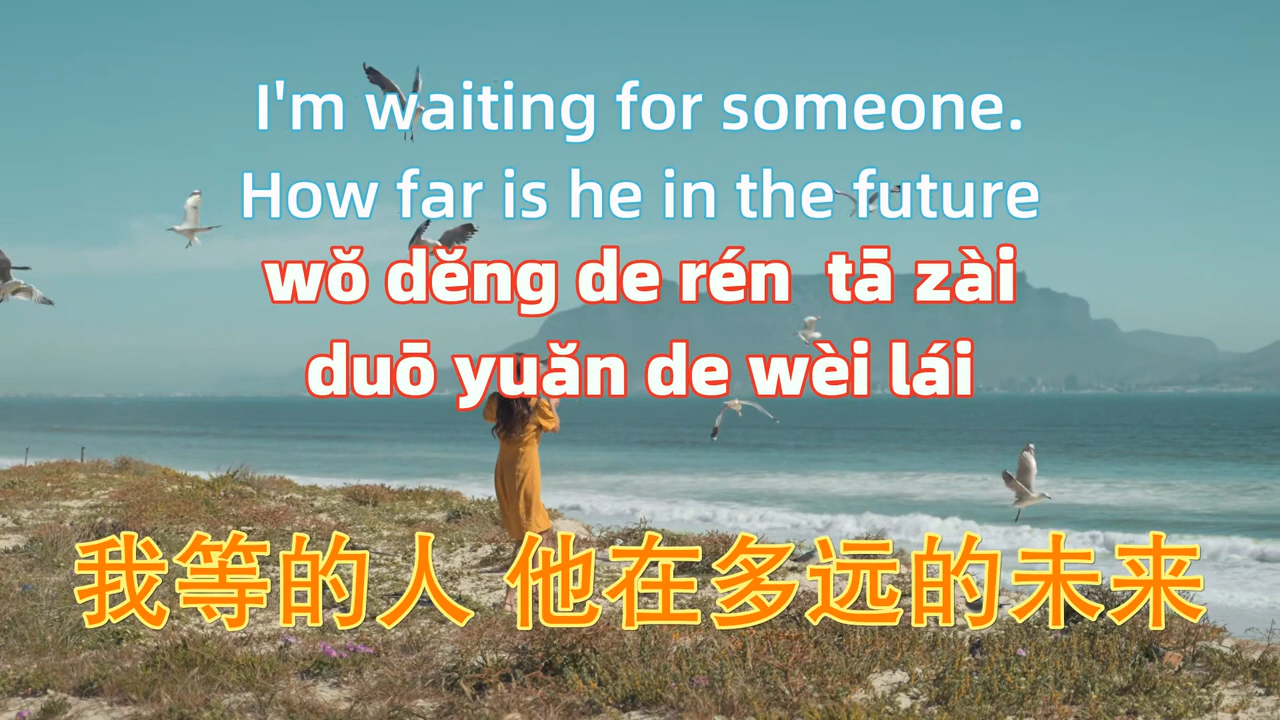 I'm waiting for someone.
How far is he in the future
wǒ děng de rén  tā zài
duō yuǎn de wèi lái
我等的人 他在多远的未来